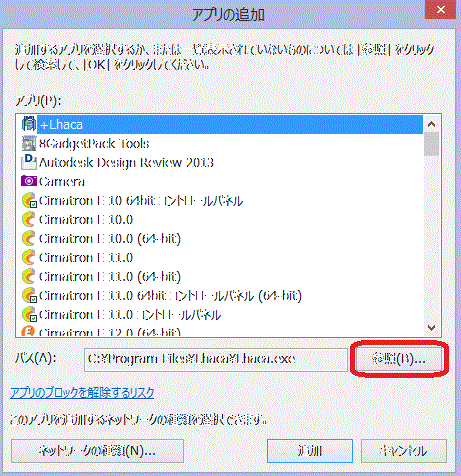 アプリの追加
追加するアプリを選択するか、または一覧表示されていないものについては [参照] をクリック
して検索して、[OK] をクリックしてください。
アプリ(P):
+Lhaca
8GadgetPack Tools
Autodesk Design Review 2013
Camera
Cimatron E 10 64bit コントロールパネル
Cimatron E10.0
Cimatron E10.0 (64-bit)
Cimatron E11.0
Cimatron E11.0 (64-bit)
Cimatron E11.0 64bitコントロールパネル (64-bit)
Cimatron E11.0コントロールパネル
Cimatron E12.0 (64-bit)
パス(A):
C:¥Program Files¥Lhaca¥Lhaca.exe
参照(B)...
アプリのブロックを解除するリスク
このアプリを追加するネットワークの種類を選択できます。
ネットワークの種類(N)...
追加
キャンセル